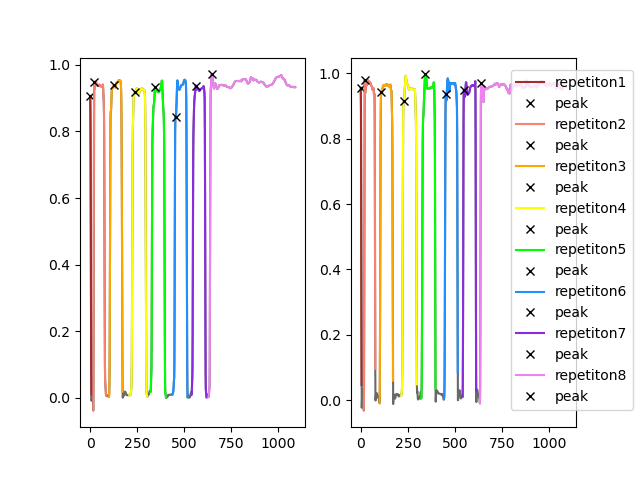 1.0
0.8
0.6
0.4
0.2
0.0
0
250
500
750
1000
1.0
0.8
0.6
0.4
0.2
0.0
0
250
500
750
1000
repetiton1
peak
repetiton2
peak
repetiton3
peak
repetiton4
peak
repetiton5
peak
repetiton6
peak
repetiton7
peak
repetiton8
peak